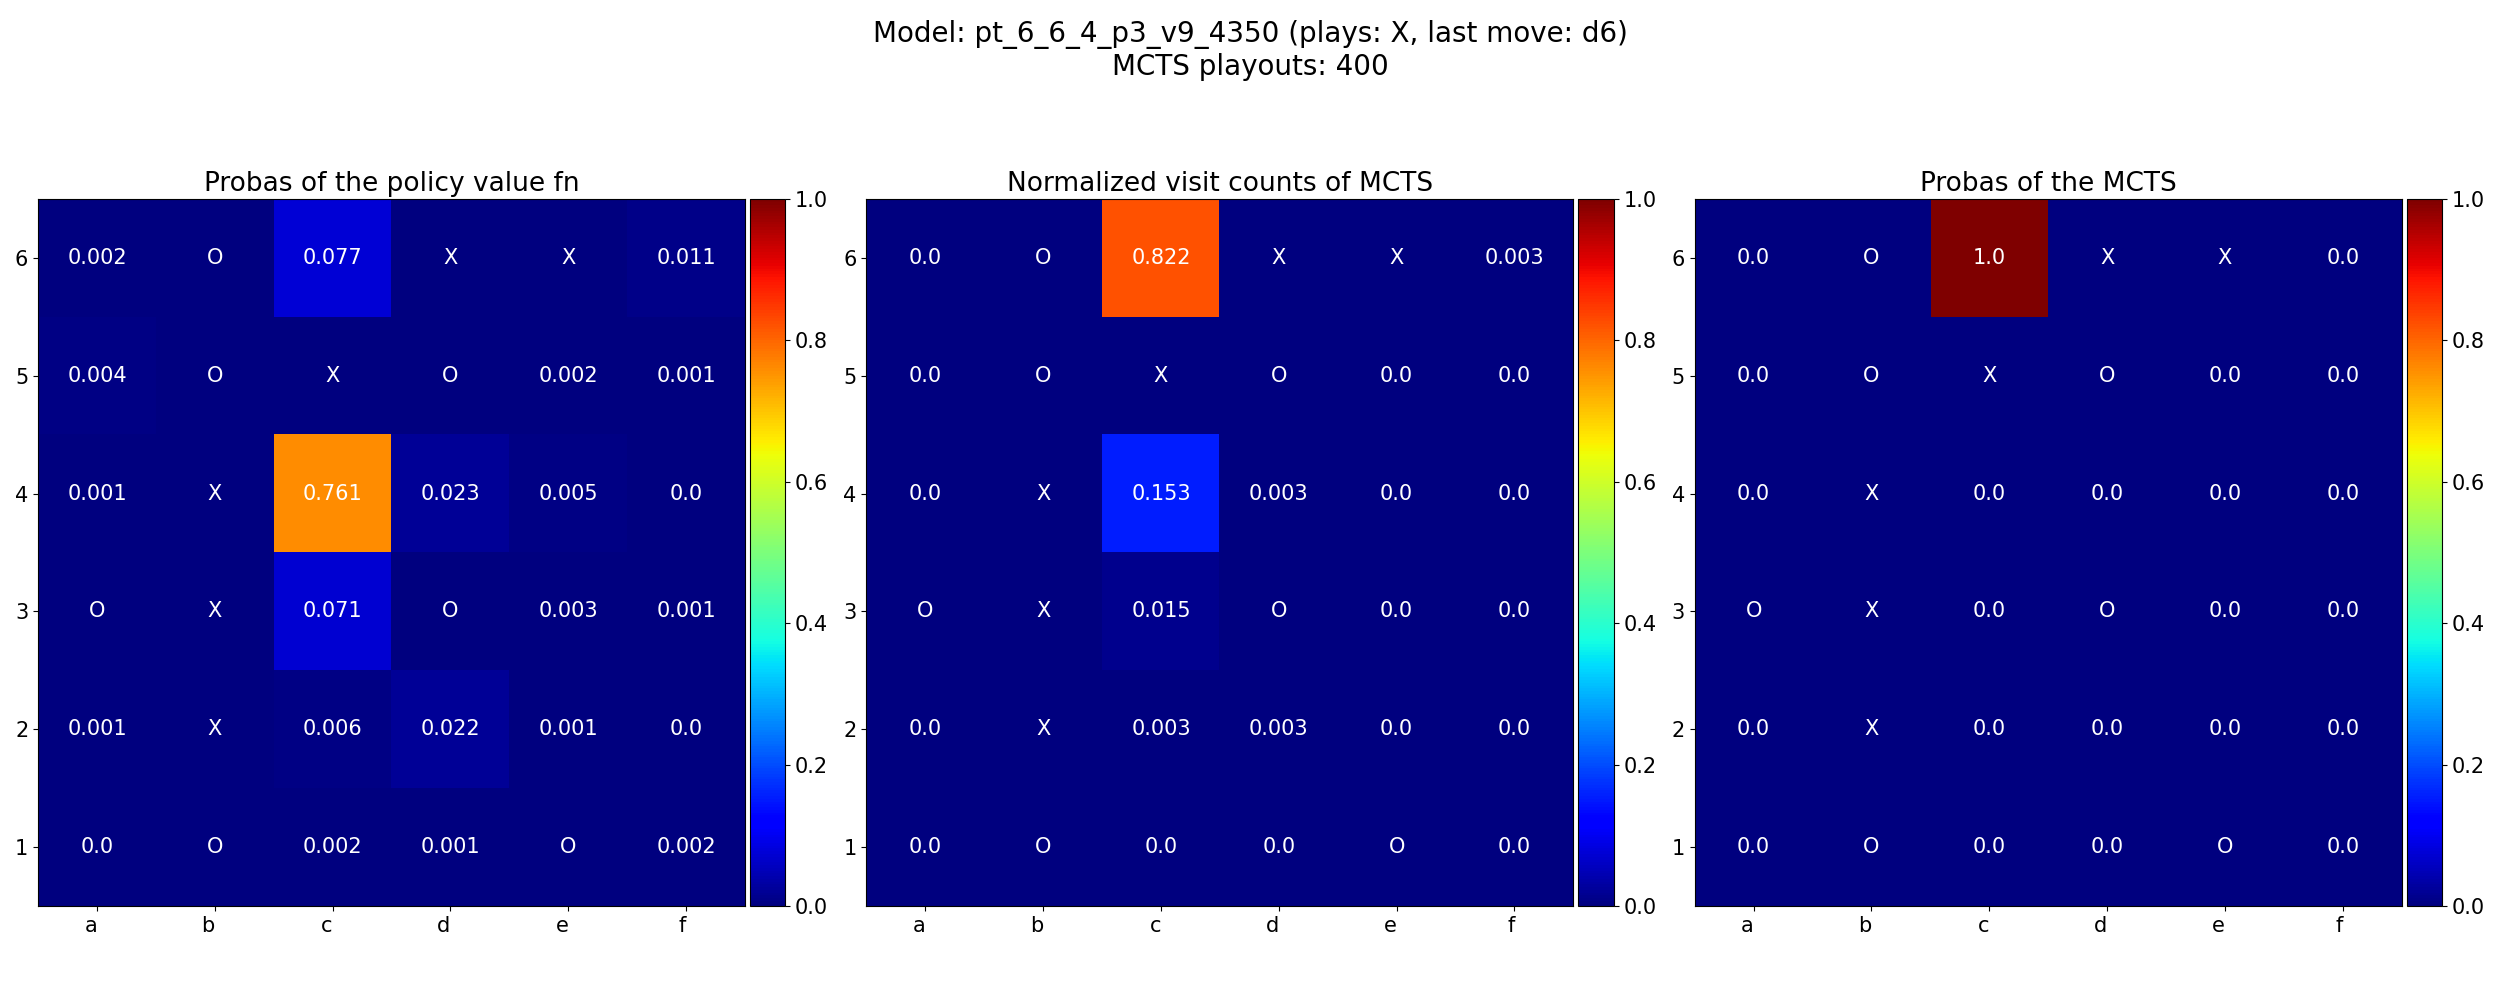 Model: pt_6_6_4_p3_v9_4350 (plays: X, last move: d6)
MCTS playouts: 400
Probas of the policy value fn
1.0
0.8
0.6
0.4
0.2
0.0
6 0.002 O 0.077 X X 0.011
5 0.004 O X O 0.002 0.001
4 0.001 X 0.761 0.023 0.005 0.0
3 O X 0.071 O 0.003 0.001
2 0.001 X 0.006 0.022 0.001 0.0
1 0.0 O 0.002 0.001 O 0.002
a b c d e f
Normalized visit counts of MCTS
1.0
0.8
0.6
0.4
0.2
0.0
6 0.0 O 0.822 X X 0.003
5 0.0 O X O 0.0 0.0
4 0.0 X 0.153 0.003 0.0 0.0
3 O X 0.015 O 0.0 0.0
2 0.0 X 0.003 0.003 0.0 0.0
1 0.0 O 0.0 0.0 O 0.0
a b c d e f
Probas of the MCTS
1.0
0.8
0.6
0.4
0.2
0.0
6 0.0 O 1.0 X X 0.0
5 0.0 O X O 0.0 0.0
4 0.0 X 0.0 0.0 0.0 0.0
3 O X 0.0 O 0.0 0.0
2 0.0 X 0.0 0.0 0.0 0.0
1 0.0 O 0.0 0.0 O 0.0
a b c d e f